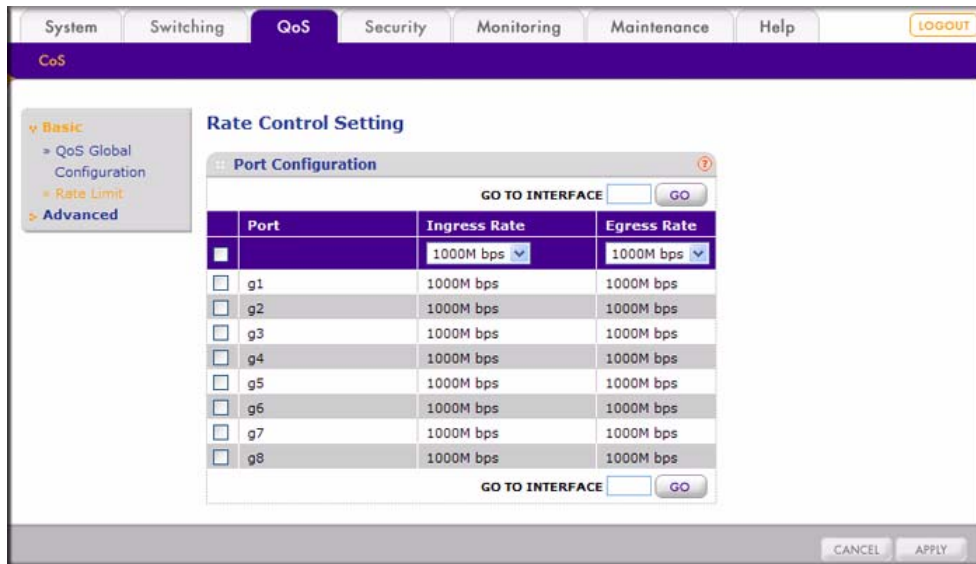 System Switching QoS Security Monitoring Maintenance Help LOGOUT
CoS
Basic
QoS Global
Configuration
Rate Limit
Advanced
Rate Control Setting
Port Configuration ?
GO TO INTERFACE GO
Port Ingress Rate Egress Rate
1000M bps 1000M bps
g1 1000M bps 1000M bps
g2 1000M bps 1000M bps
g3 1000M bps 1000M bps
g4 1000M bps 1000M bps
g5 1000M bps 1000M bps
g6 1000M bps 1000M bps
g7 1000M bps 1000M bps
g8 1000M bps 1000M bps
GO TO INTERFACE GO
CANCEL APPLY